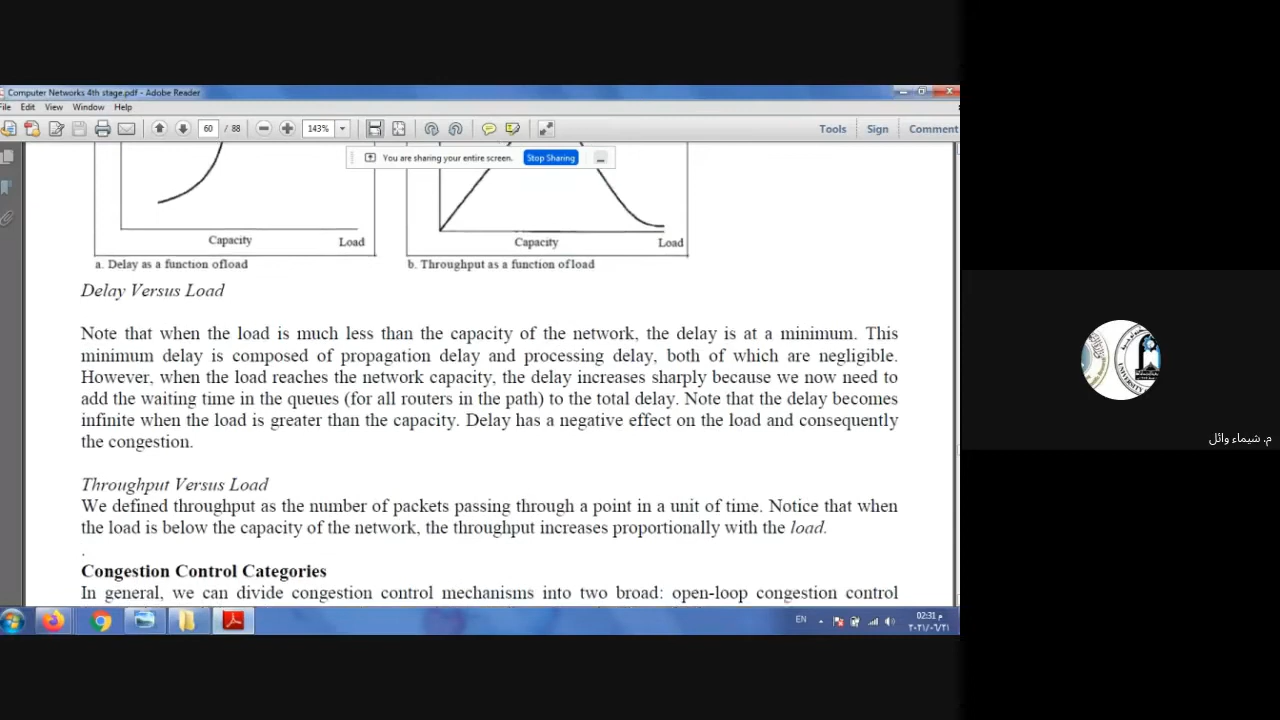 Computer Networks 4th stage.pdf - Adobe Reader
File Edit View Window Help
60 / 88 143% Tools Sign Comment
You are sharing your entire screen. Stop Sharing
Capacity Load
Capacity Load
a. Delay as a function ofload
b. Throughput as a function ofload
Delay Versus Load
Note that when the load is much less than the capacity of the network, the delay is at a minimum. This
minimum delay is composed of propagation delay and processing delay, both of which are negligible.
However, when the load reaches the network capacity, the delay increases sharply because we now need to
add the waiting time in the queues (for all routers in the path) to the total delay. Note that the delay becomes
infinite when the load is greater than the capacity. Delay has a negative effect on the load and consequently
the congestion.
Throughput Versus Load
We defined throughput as the number of packets passing through a point in a unit of time. Notice that when
the load is below the capacity of the network, the throughput increases proportionally with the load.
.
Congestion Control Categories
In general, we can divide congestion control mechanisms into two broad: open-loop congestion control
م. شيماء وائل
EN
02:31 م
٢٠٢١/٠٦/٢١